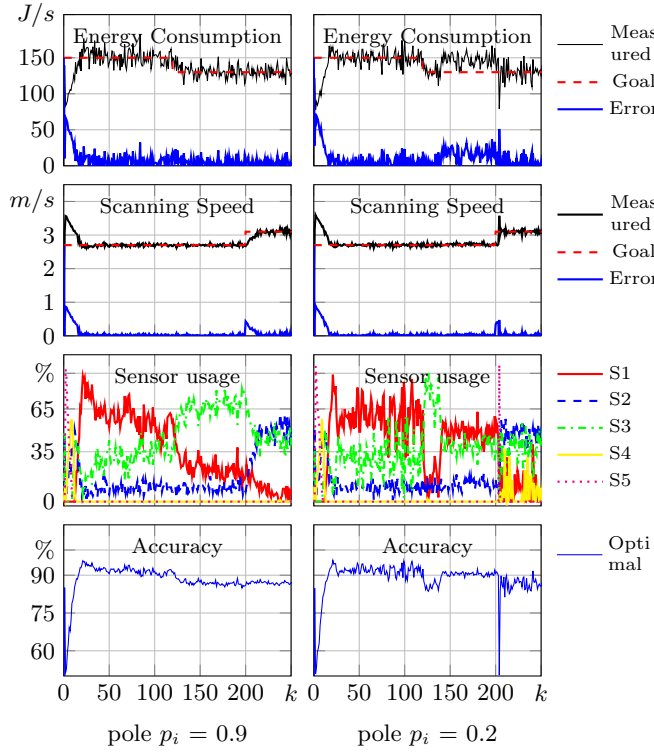 J/s
Energy Consumption
Energy Consumption
150
100
50
0
Meas
ured
Goal
Error
m/s
Scanning Speed
Scanning Speed
3
2
1
0
Meas
ured
Goal
Error
%
Sensor usage
Sensor usage
65
35
0
S1
S2
S3
S4
S5
%
Accuracy
Accuracy
90
75
60
Opti
mal
0 50 100 150 200 k
0 50 100 150 200 k
pole p_i = 0.9
pole p_i = 0.2